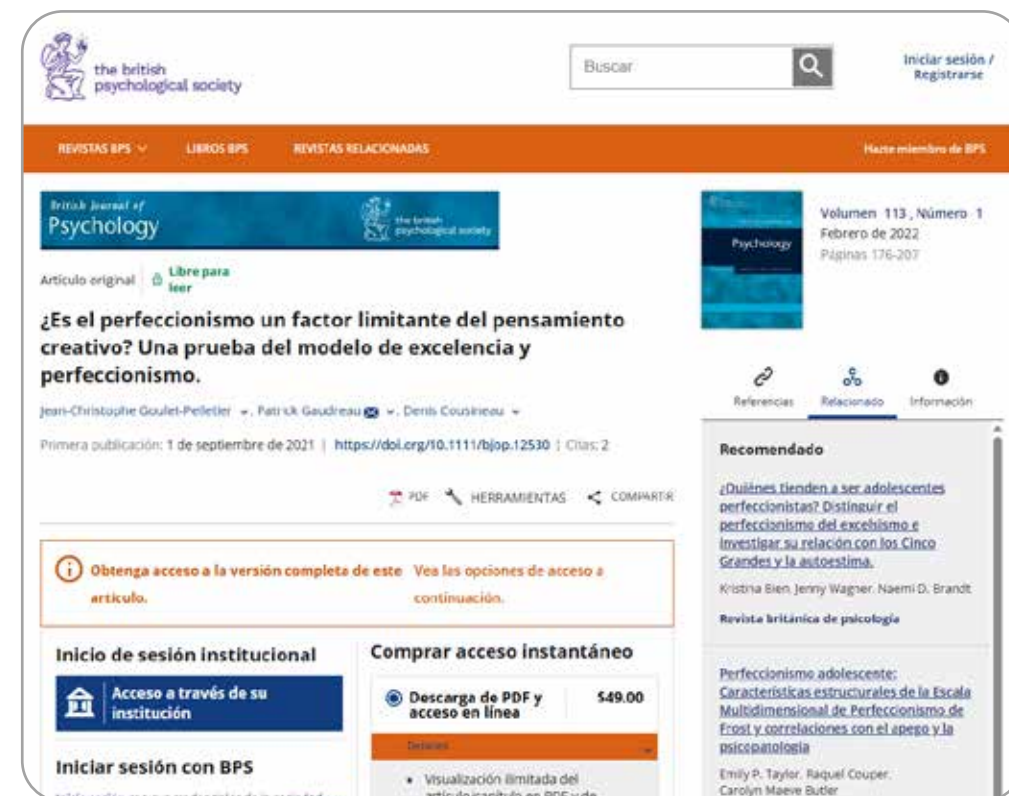 the british
psychological society
Buscar
Iniciar sesión /
Registrarse
REVISTAS BPS
LIBROS BPS
REVISTAS RELACIONADAS
Hazte miembro de BPS
British Journal of
Psychology
the british
psychological society
Artículo original
Libre para
leer
¿Es el perfeccionismo un factor limitante del pensamiento
creativo? Una prueba del modelo de excelencia y
perfeccionismo.
Jean-Christophe Goulet-Pelletier, Patrick Gaudreau, Denis Cousineau
Primera publicación: 1 de septiembre de 2021 | https://doi.org/10.1111/bjop.12530 | Citas: 2
PDF HERRAMIENTAS COMPARTIR
Obtenga acceso a la versión completa de este
artículo.
Vea las opciones de acceso a
continuación.
Inicio de sesión institucional
Acceso a través de su
institución
Iniciar sesión con BPS
Comprar acceso instantáneo
Descarga de PDF y
acceso en línea
$49.00
Detalles
• Visualización ilimitada del
artículo/capítulo en PDF y de
Psychology
Volumen 113, Número 1
Febrero de 2022
Páginas 176-207
Referencias
Relacionado
Información
Recomendado
¿Quiénes tienden a ser adolescentes
perfeccionistas? Distinguir el
perfeccionismo del excelismo e
investigar su relación con los Cinco
Grandes y la autoestima.
Kristina Bien, Jenny Wagner, Naemi D. Brandt
Revista británica de psicología
Perfeccionismo adolescente:
Características estructurales de la Escala
Multidimensional de Perfeccionismo de
Frost y correlaciones con el apego y la
psicopatología
Emily P. Taylor, Raquel Couper,
Carolyn Maeve Butler